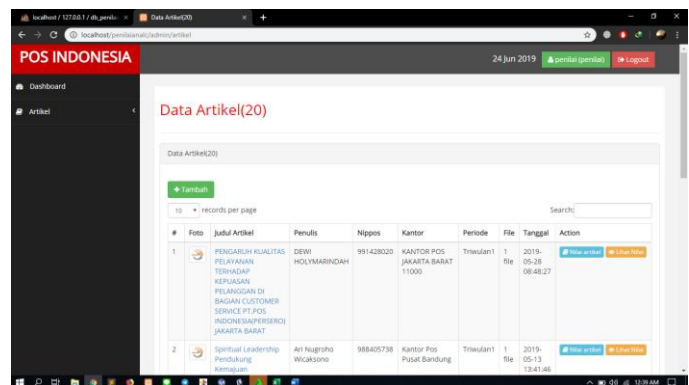 localhost / 127.0.0.1 / db_penila
Data Artikel(20)
localhost/penilaianalc/admin/artikel
POS INDONESIA
24 Jun 2019
penilai (penilai)
Logout
Dashboard
Artikel
Data Artikel(20)
Data Artikel(20)
Tambah
10 records per page
Search:
# Foto Judul Artikel Penulis Nippos Kantor Periode File Tanggal Action
1 PENGARUH KUALITAS DEWI 991428020 KANTOR POS Triwulan1 1 2019- Nilai artikel Lihat Nilai
PELAYANAN HOLYMARINDAH JAKARTA BARAT file 05-28
TERHADAP 11000 08:48:27
KEPUASAN
PELANGGAN DI
BAGIAN CUSTOMER
SERVICE PT.POS
INDONESIA(PERSERO)
JAKARTA BARAT
2 Spiritual Leadership Ari Nugroho 988405738 Kantor Pos Triwulan1 1 2019- Nilai artikel Lihat Nilai
Pendukung Wicaksono Pusat Bandung file 05-13
Kemajuan 13:41:46
12:09 AM